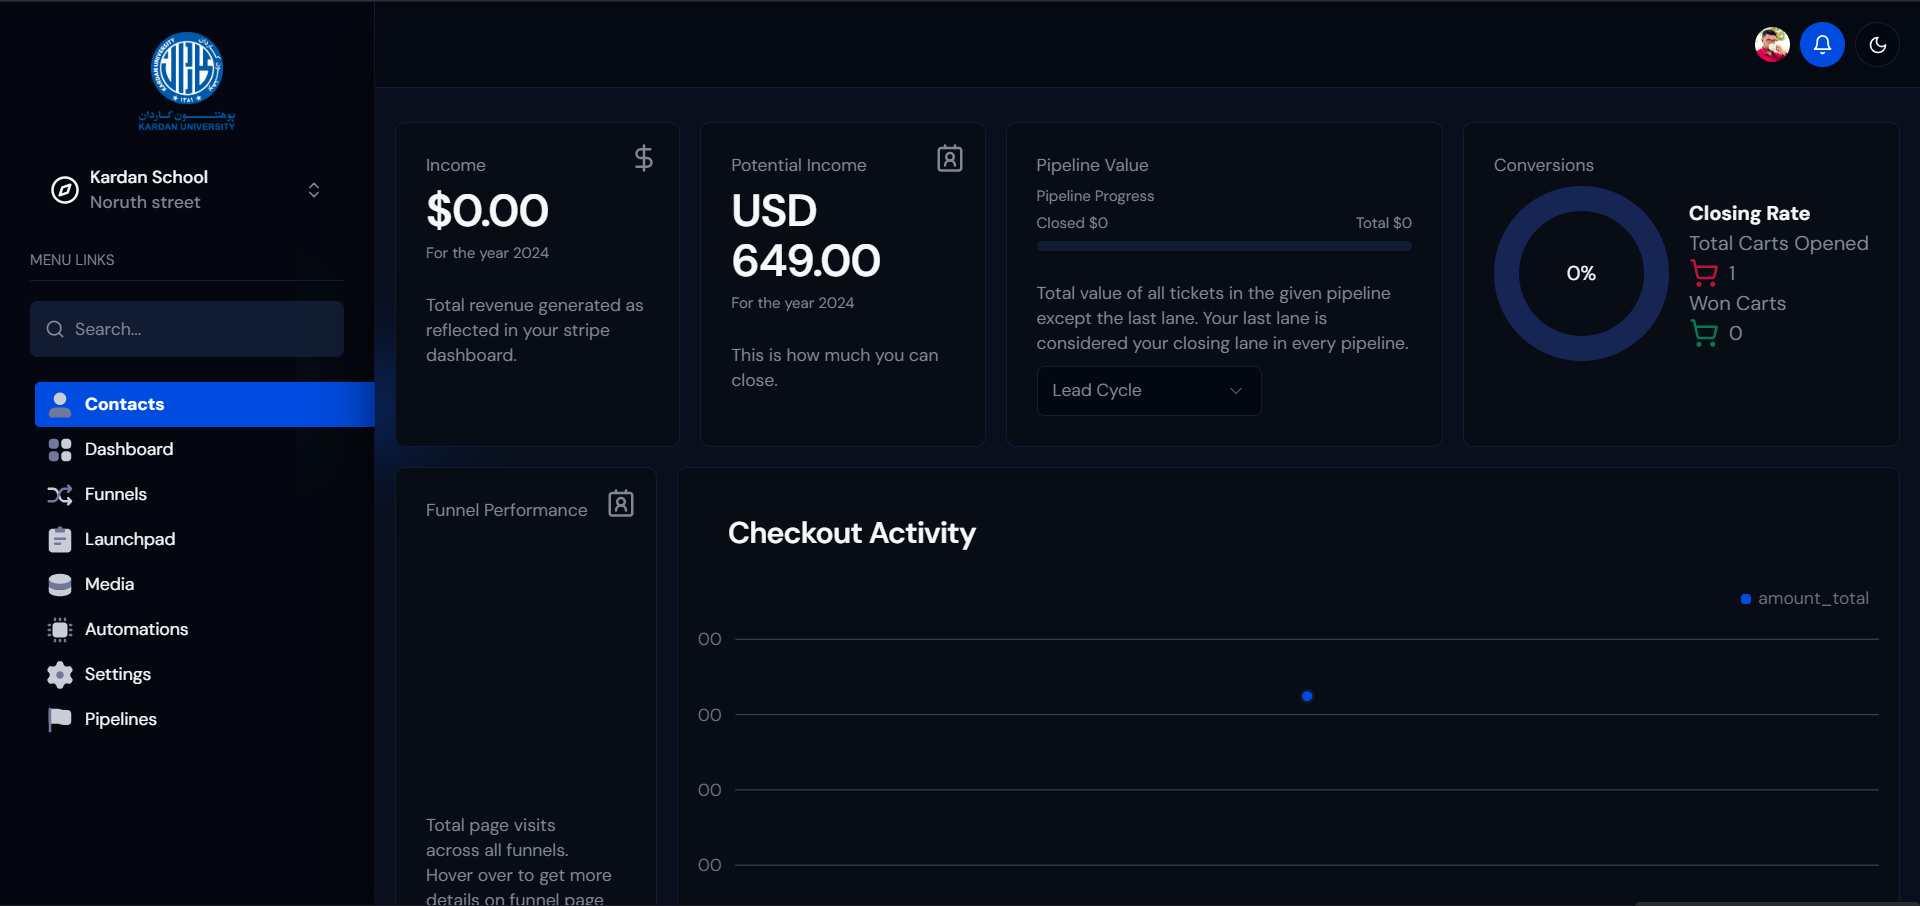 پوهنتـــــون کـاردان
KARDAN UNIVERSITY
Kardan School
Noruth street
MENU LINKS
Search...
Contacts
Dashboard
Funnels
Launchpad
Media
Automations
Settings
Pipelines
Income
$0.00
For the year 2024
Total revenue generated as
reflected in your stripe
dashboard.
Potential Income
USD
649.00
For the year 2024
This is how much you can
close.
Pipeline Value
Pipeline Progress
Closed $0
Total $0
Total value of all tickets in the given pipeline
except the last lane. Your last lane is
considered your closing lane in every pipeline.
Lead Cycle
Conversions
0%
Closing Rate
Total Carts Opened
1
Won Carts
0
Funnel Performance
Total page visits
across all funnels.
Hover over to get more
details on funnel page
Checkout Activity
amount_total
00
00
00
00